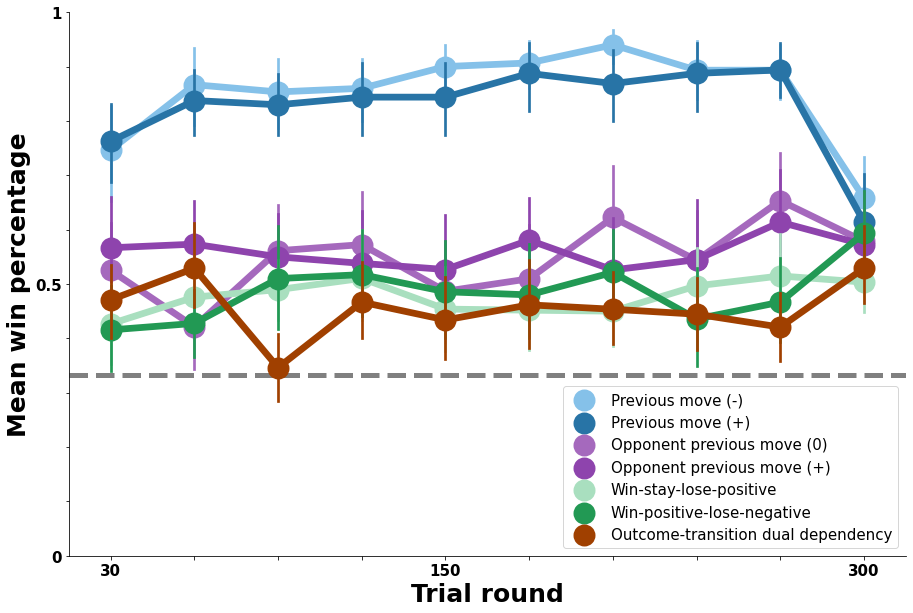 Mean win percentage
1
0.5
0
Previous move (-)
Previous move (+)
Opponent previous move (0)
Opponent previous move (+)
Win-stay-lose-positive
Win-positive-lose-negative
Outcome-transition dual dependency
30
150
300
Trial round